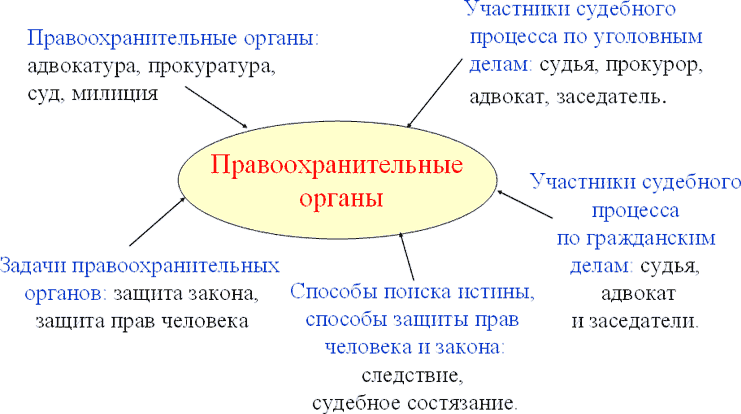 Правоохранительные органы:
адвокатура, прокуратура,
суд, милиция
Участники судебного
процесса по уголовным
делам: судья, прокурор,
адвокат, заседатель.
Правоохранительные
органы
Участники судебного
процесса
по гражданским
делам: судья,
адвокат
и заседатели.
Задачи правоохранительных
органов: защита закона,
защита прав человека
Способы поиска истины,
способы защиты прав
человека и закона:
следствие,
судебное состязание.